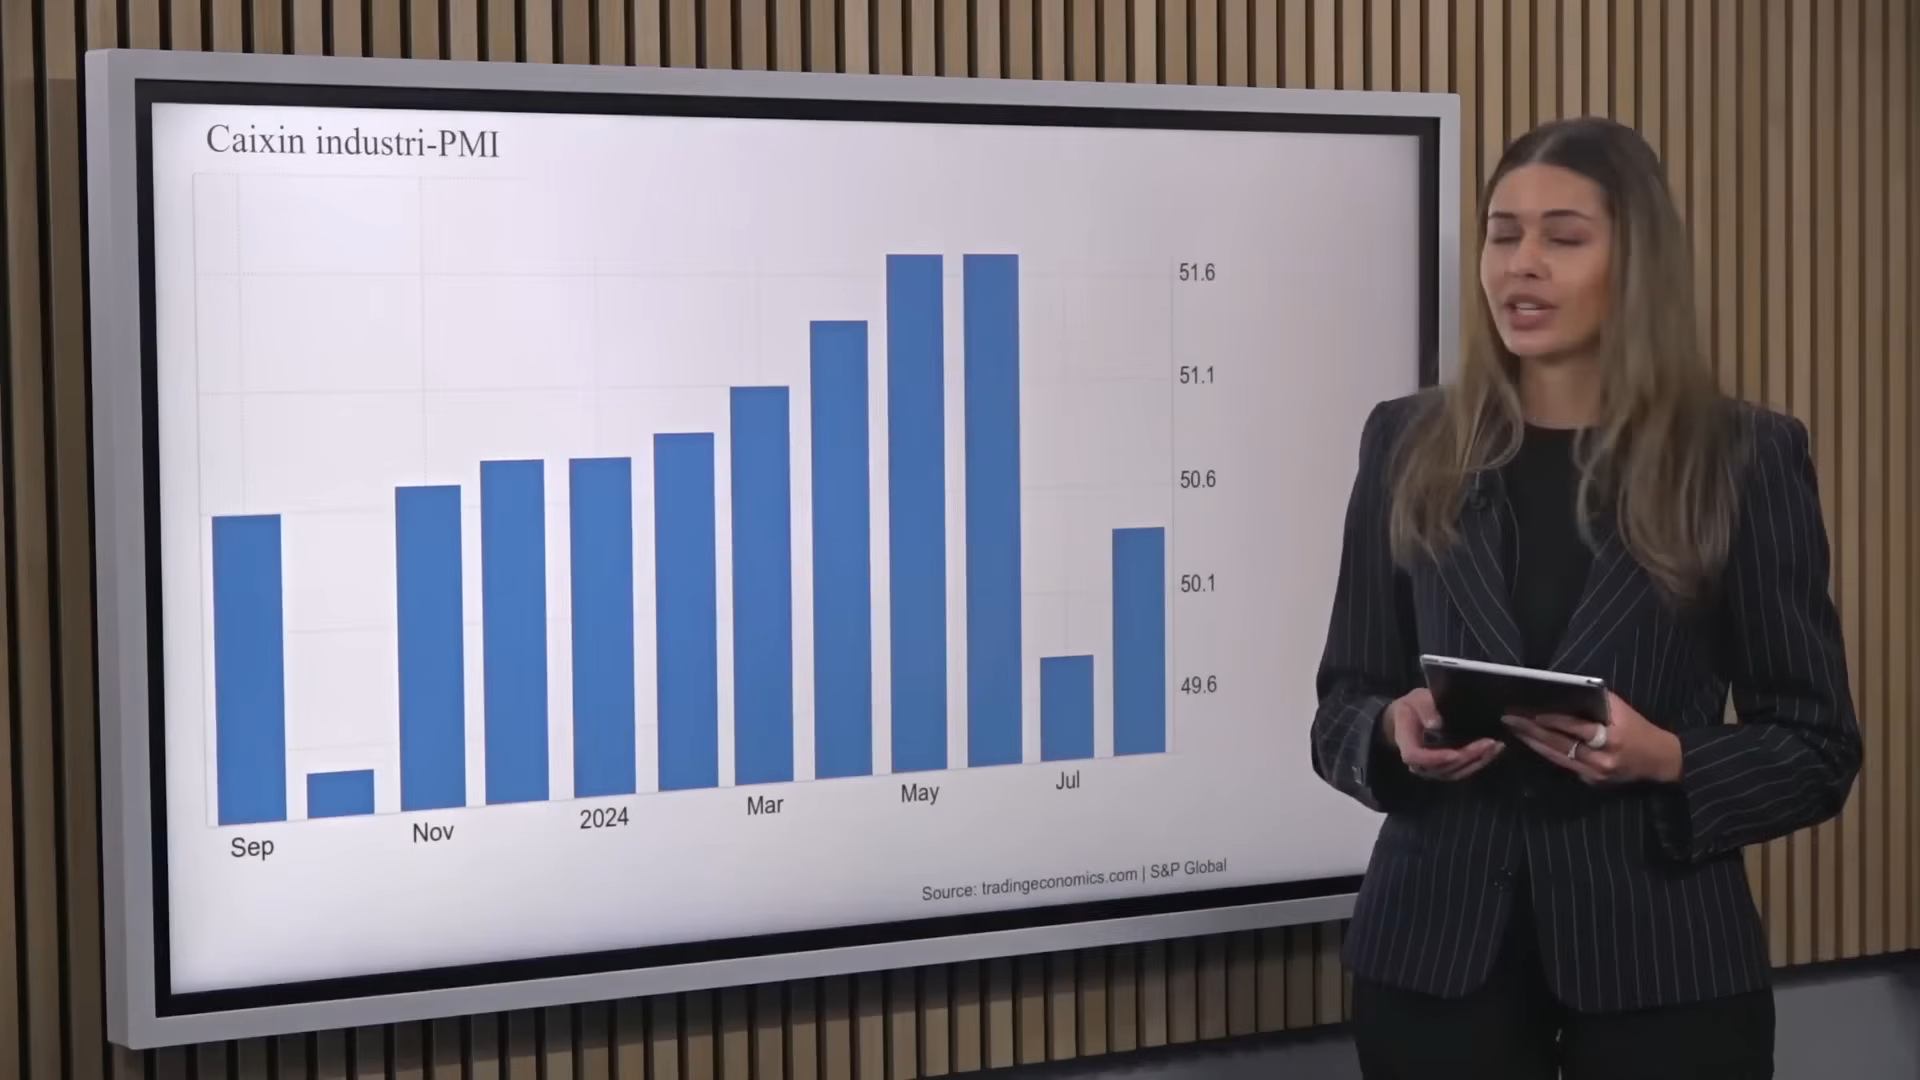 Caixin industri-PMI
51.6
51.1
50.6
50.1
49.6
Sep
Nov
2024
Mar
May
Jul
Source: tradingeconomics.com | S&P Global